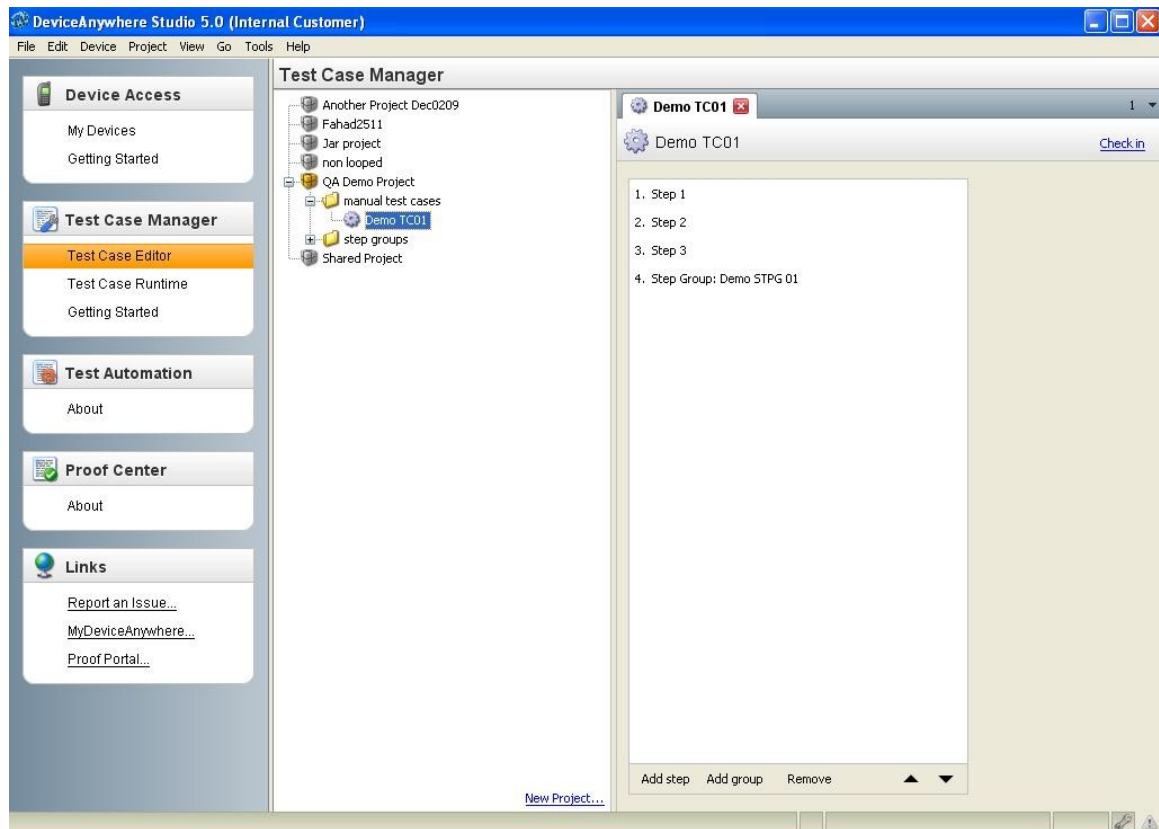 DeviceAnywhere Studio 5.0 (Internal Customer)
File Edit Device Project View Go Tools Help
Device Access
My Devices
Getting Started
Test Case Manager
Test Case Editor
Test Case Runtime
Getting Started
Test Automation
About
Proof Center
About
Links
Report an Issue...
MyDeviceAnywhere...
Proof Portal...
Test Case Manager
Another Project Dec0209
Fahad2511
Jar project
non looped
QA Demo Project
manual test cases
Demo TC01
step groups
Shared Project
New Project...
Demo TC01
1
Demo TC01
Check in
1. Step 1
2. Step 2
3. Step 3
4. Step Group: Demo STPG 01
Add step Add group Remove